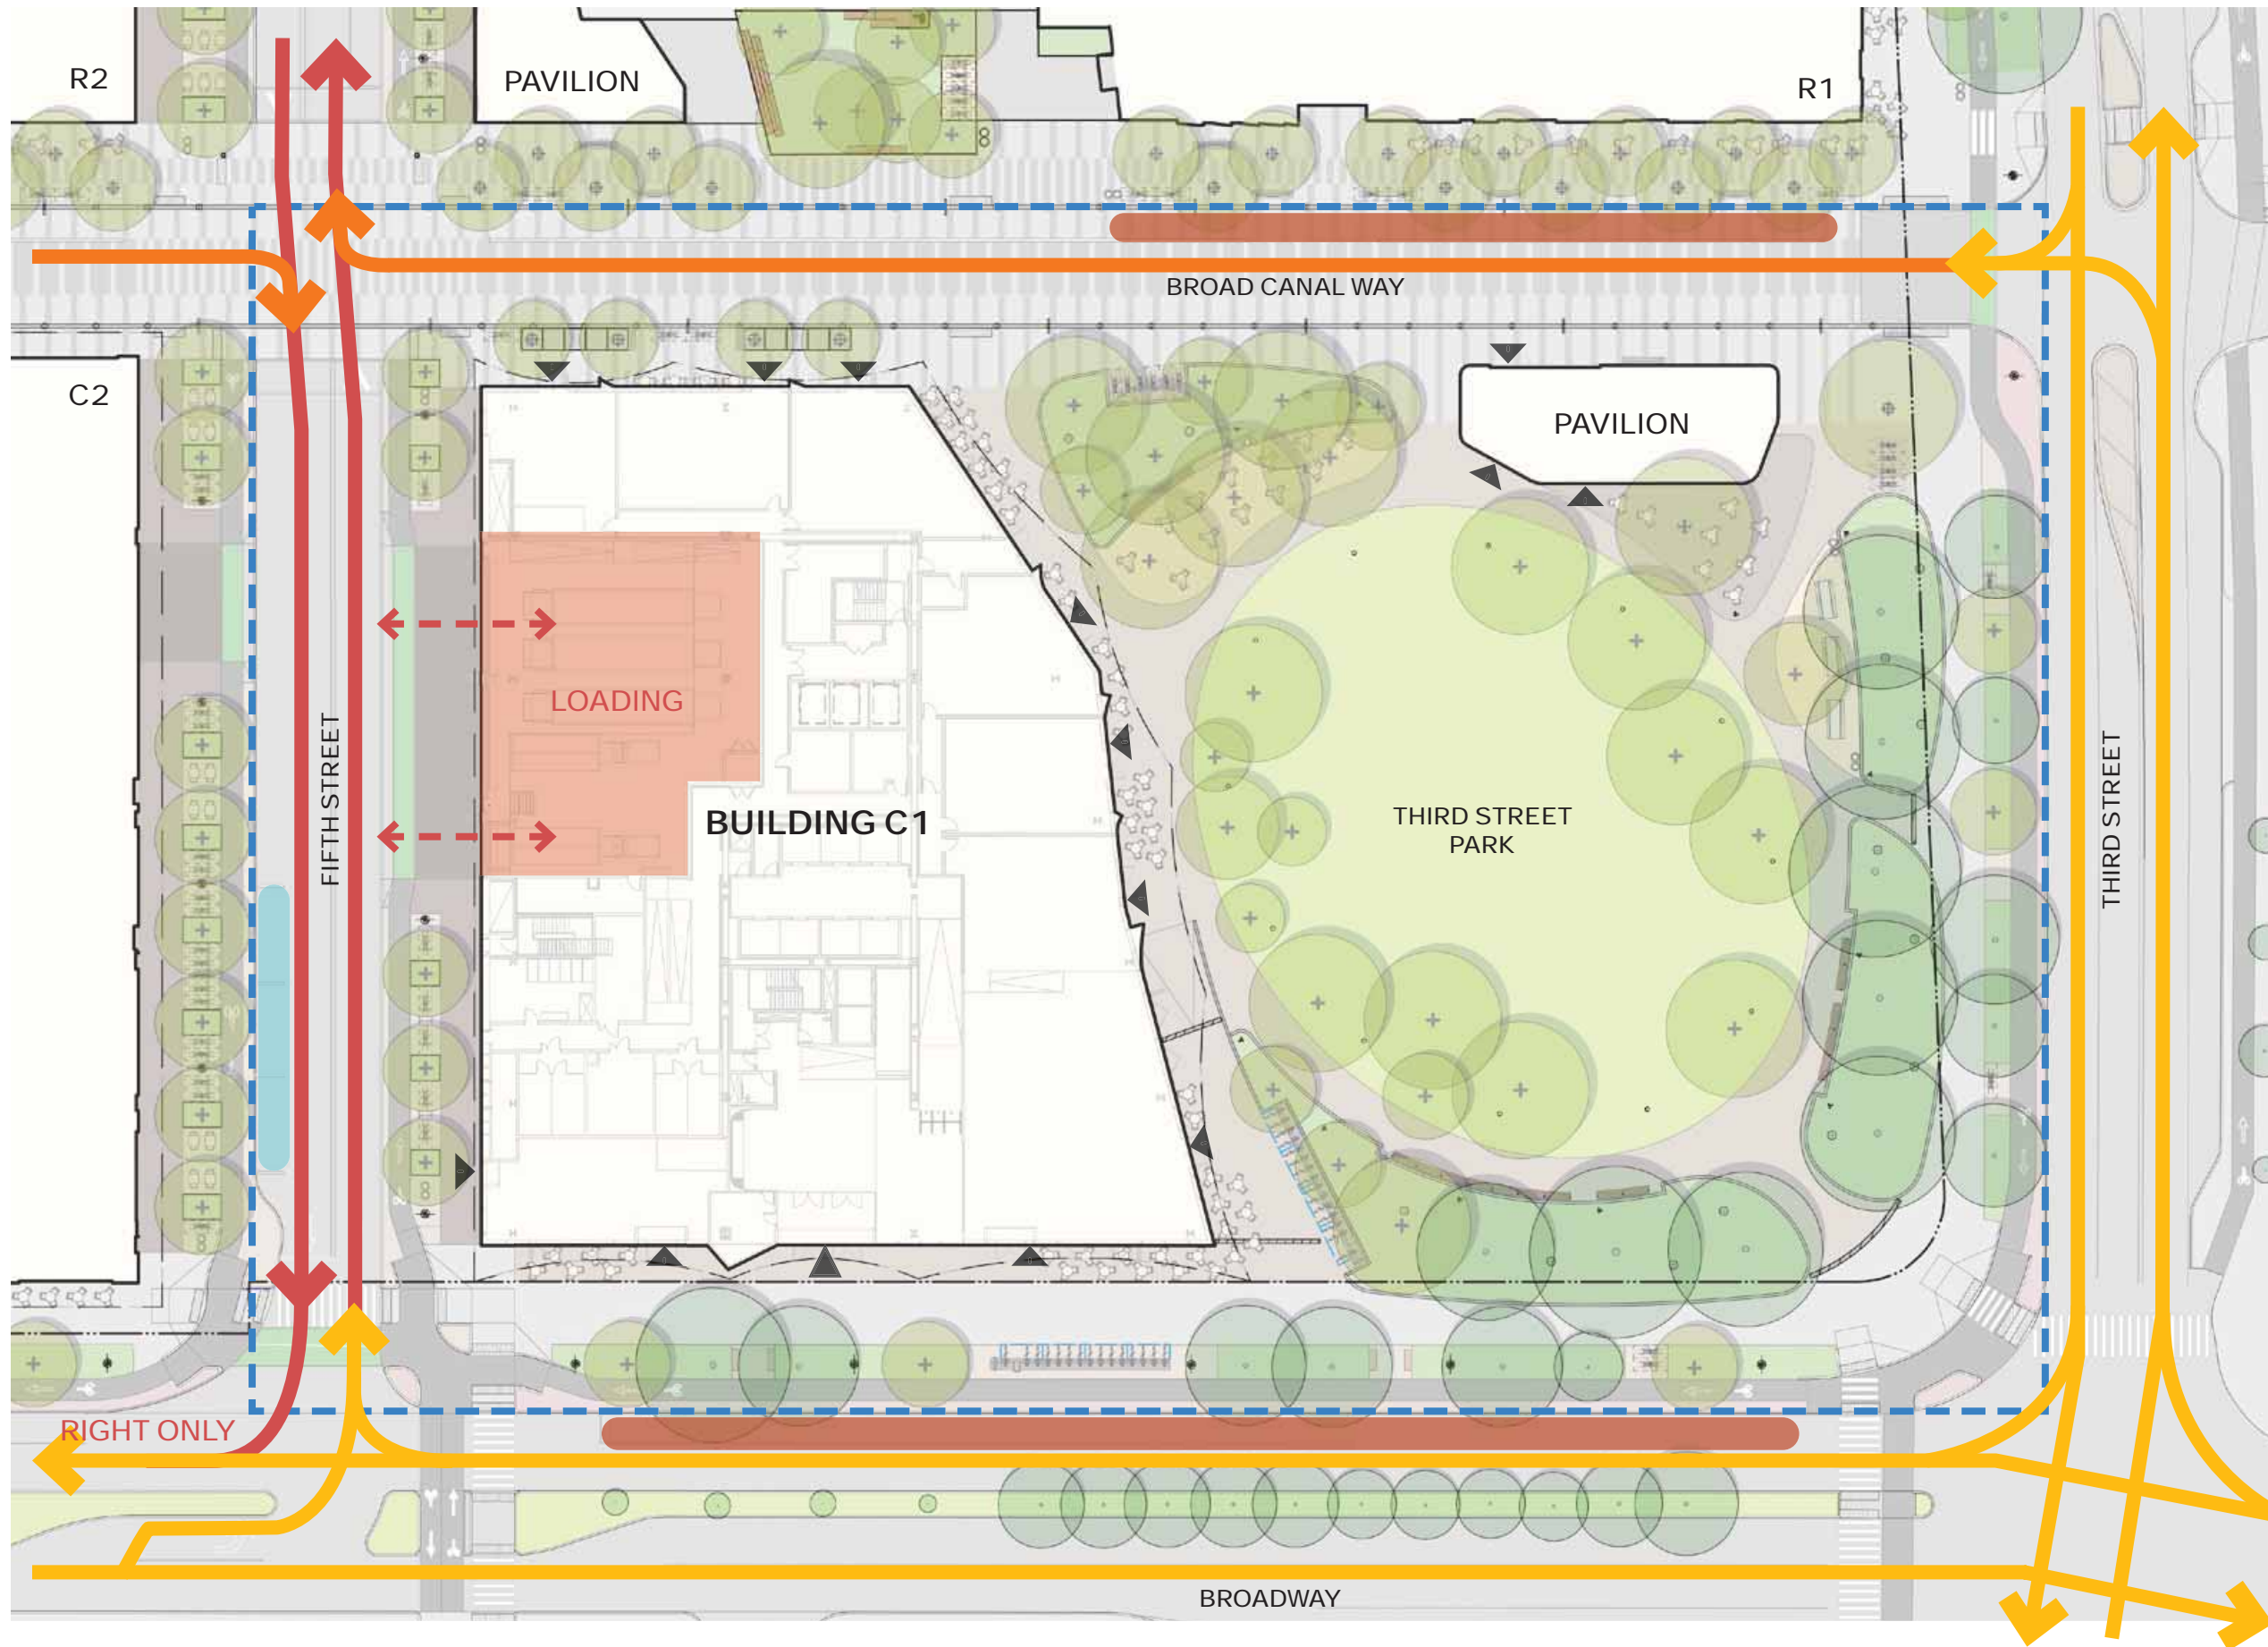 R2
PAVILION
R1
BROAD CANAL WAY
C2
PAVILION
LOADING
FIFTH STREET
BUILDING C1
THIRD STREET
PARK
THIRD STREET
RIGHT ONLY
BROADWAY